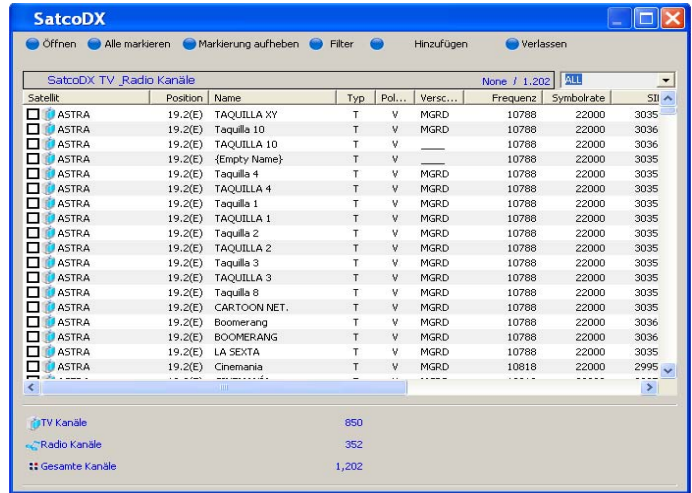 SatcoDX
Öffnen Alle markieren Markierung aufheben Filter Hinzufügen Verlassen
SatcoDX TV _Radio Kanäle None / 1.202 ALL
Satellit Position Name Typ Pol... Versc... Frequenz Symbolrate
ASTRA 19.2(E) TAQUILLA XY T V MGRD 10788 22000 3035
ASTRA 19.2(E) Taquilla 10 T V MGRD 10788 22000 3036
ASTRA 19.2(E) TAQUILLA 10 T V ____ 10788 22000 3036
ASTRA 19.2(E) {Empty Name} T V ____ 10788 22000 3035
ASTRA 19.2(E) Taquilla 4 T V MGRD 10788 22000 3035
ASTRA 19.2(E) TAQUILLA 4 T V MGRD 10788 22000 3035
ASTRA 19.2(E) Taquilla 1 T V MGRD 10788 22000 3035
ASTRA 19.2(E) TAQUILLA 1 T V MGRD 10788 22000 3035
ASTRA 19.2(E) Taquilla 2 T V MGRD 10788 22000 3035
ASTRA 19.2(E) Taquilla 3 T V MGRD 10788 22000 3035
ASTRA 19.2(E) TAQUILLA 3 T V MGRD 10788 22000 3035
ASTRA 19.2(E) Taquilla 8 T V MGRD 10788 22000 3035
ASTRA 19.2(E) CARTOON NET. T V MGRD 10788 22000 3035
ASTRA 19.2(E) Boomerang T V MGRD 10788 22000 3036
ASTRA 19.2(E) BOOMERANG T V MGRD 10788 22000 3036
ASTRA 19.2(E) LA SEXTA T V MGRD 10788 22000 3035
ASTRA 19.2(E) Cinemania T V MGRD 10818 22000 2995
TV Kanäle 850
Radio Kanäle 352
Gesamte Kanäle 1,202